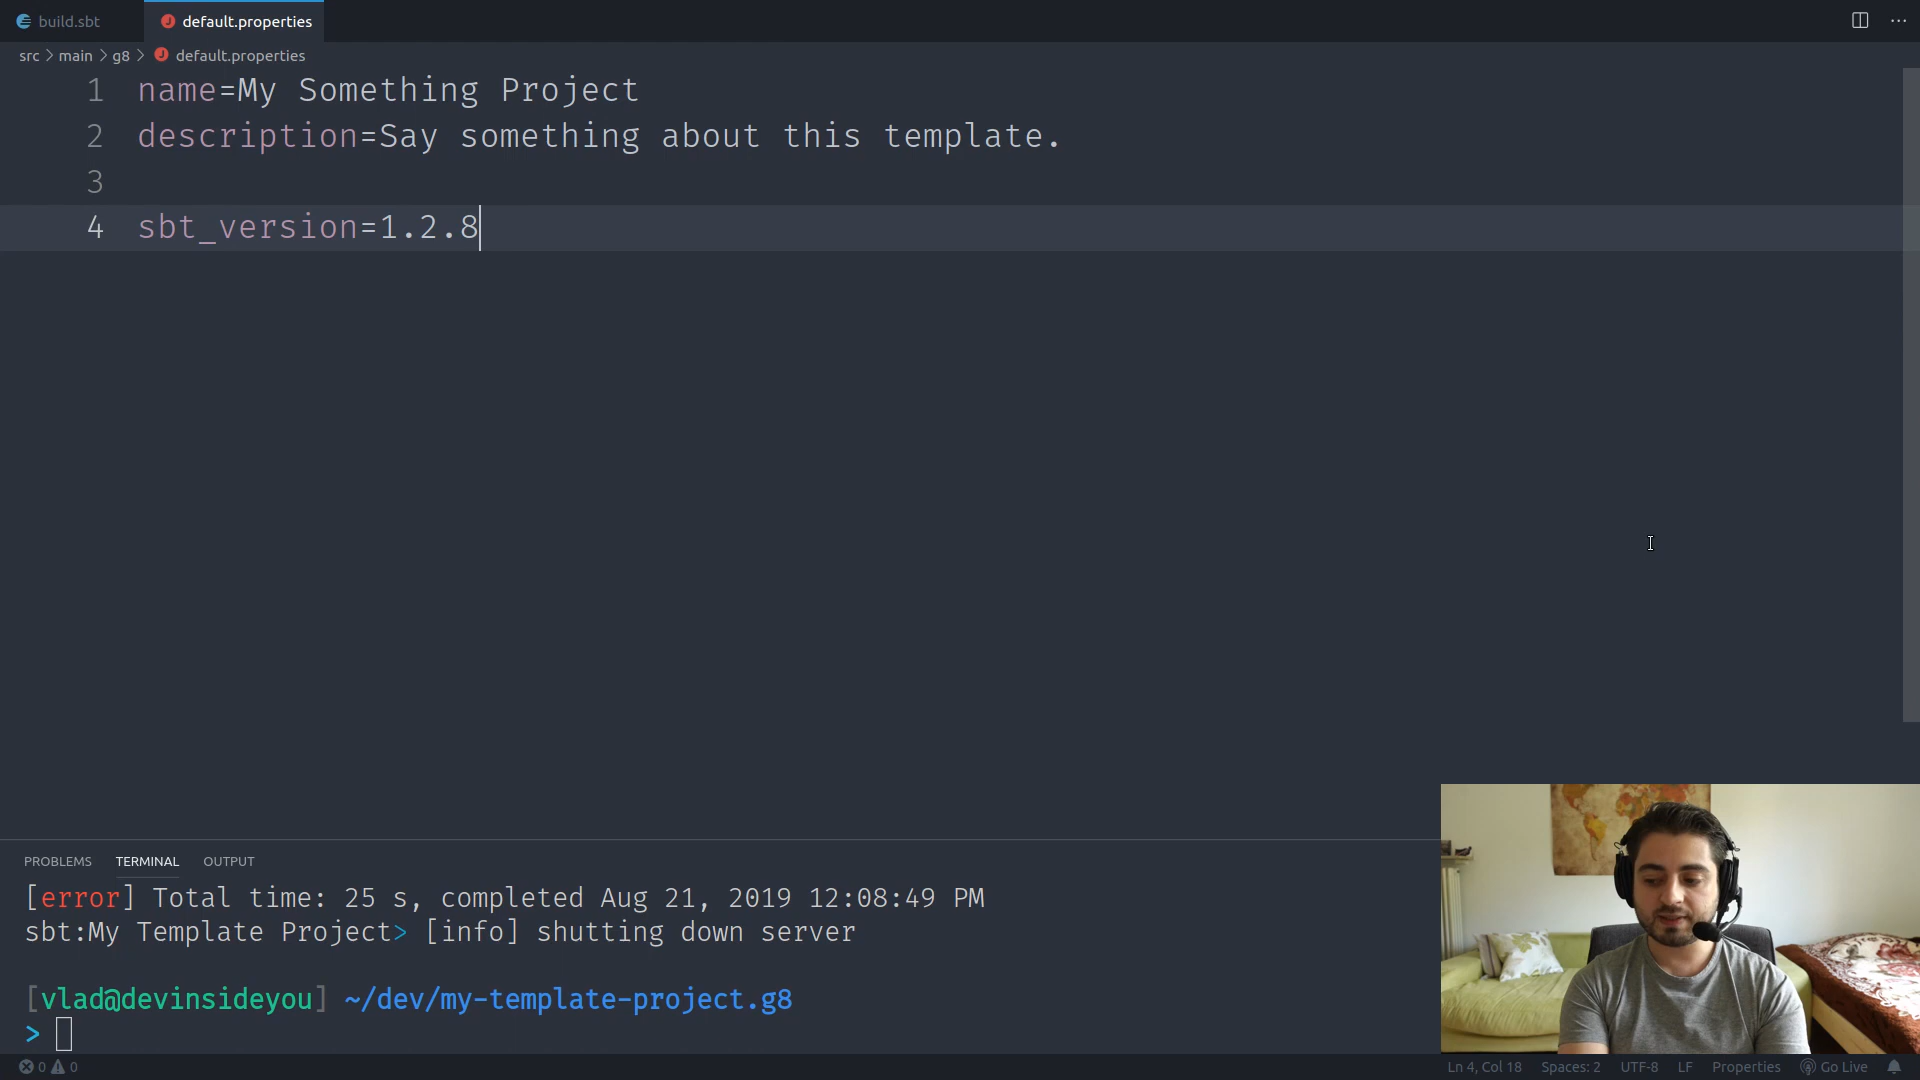 build.sbt
default.properties
src > main > g8 > default.properties
1 name=My Something Project
2 description=Say something about this template.
3
4 sbt_version=1.2.8
PROBLEMS TERMINAL OUTPUT
[error] Total time: 25 s, completed Aug 21, 2019 12:08:49 PM
sbt:My Template Project> [info] shutting down server
[vlad@devinsideyou] ~/dev/my-template-project.g8
>
0 0 Ln 4, Col 18 Spaces: 2 UTF-8 LF Properties Go Live